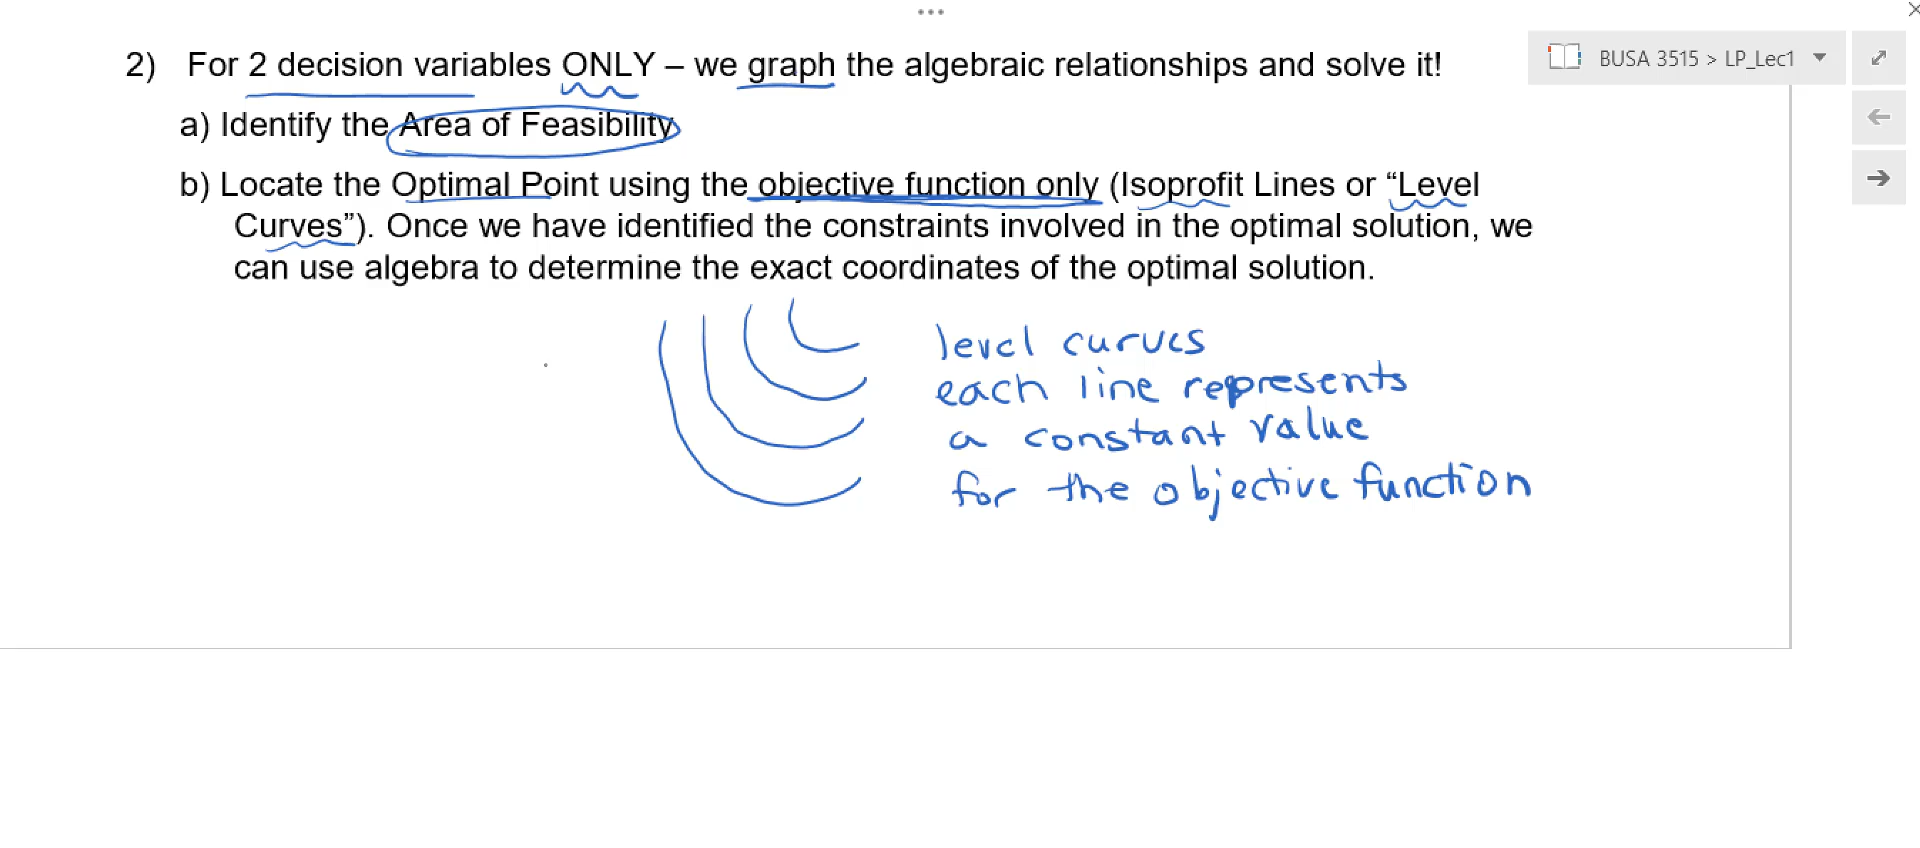 BUSA 3515 > LP_Lec1
2) For 2 decision variables ONLY – we graph the algebraic relationships and solve it!
a) Identify the Area of Feasibility
b) Locate the Optimal Point using the objective function only (Isoprofit Lines or “Level
Curves”). Once we have identified the constraints involved in the optimal solution, we
can use algebra to determine the exact coordinates of the optimal solution.
level curves
each line represents
a constant value
for the objective function